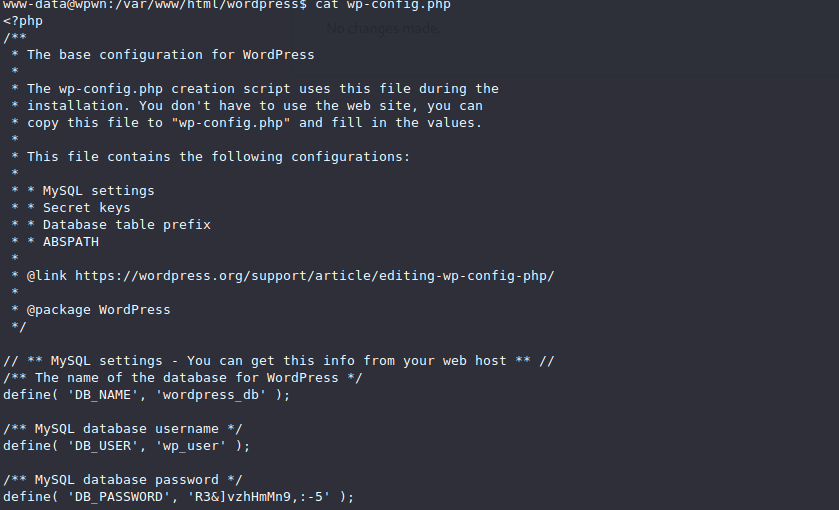 www-data@wpwn:/var/www/html/wordpress$ cat wp-config.php
No changes made.
<?php
/**
 * The base configuration for WordPress
 *
 * The wp-config.php creation script uses this file during the
 * installation. You don't have to use the web site, you can
 * copy this file to "wp-config.php" and fill in the values.
 *
 * This file contains the following configurations:
 *
 * * MySQL settings
 * * Secret keys
 * * Database table prefix
 * * ABSPATH
 *
 * @link https://wordpress.org/support/article/editing-wp-config-php/
 *
 * @package WordPress
 */

// ** MySQL settings - You can get this info from your web host ** //
/** The name of the database for WordPress */
define( 'DB_NAME', 'wordpress_db' );

/** MySQL database username */
define( 'DB_USER', 'wp_user' );

/** MySQL database password */
define( 'DB_PASSWORD', 'R3&]vzhHmMn9,:-5' );